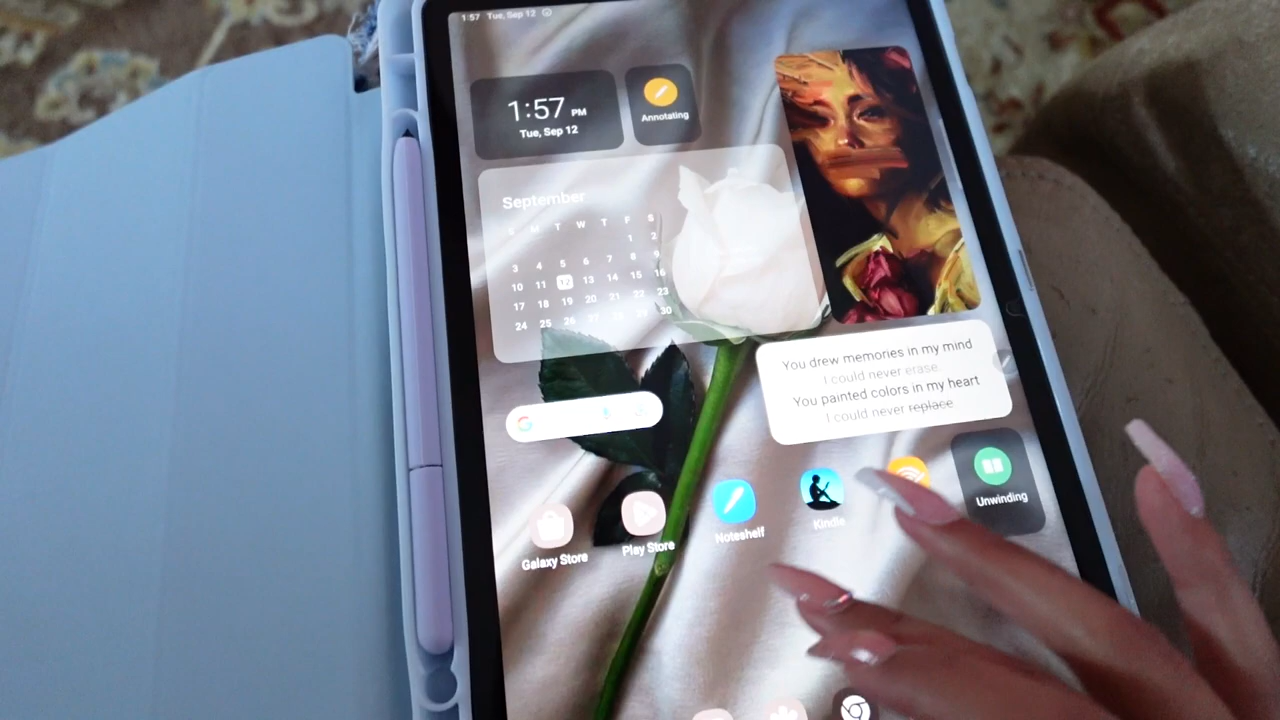 1:57 Tue, Sep 12
1:57 PM
Tue, Sep 12
Annotating
September
S M T W T F S
1 2
3 4 5 6 7 8 9
10 11 12 13 14 15 16
17 18 19 20 21 22 23
24 25 26 27 28 29 30
You drew memories in my mind
I could never erase.
You painted colors in my heart
I could never replace
G
Galaxy Store
Play Store
Noteshelf
Kindle
Unwinding